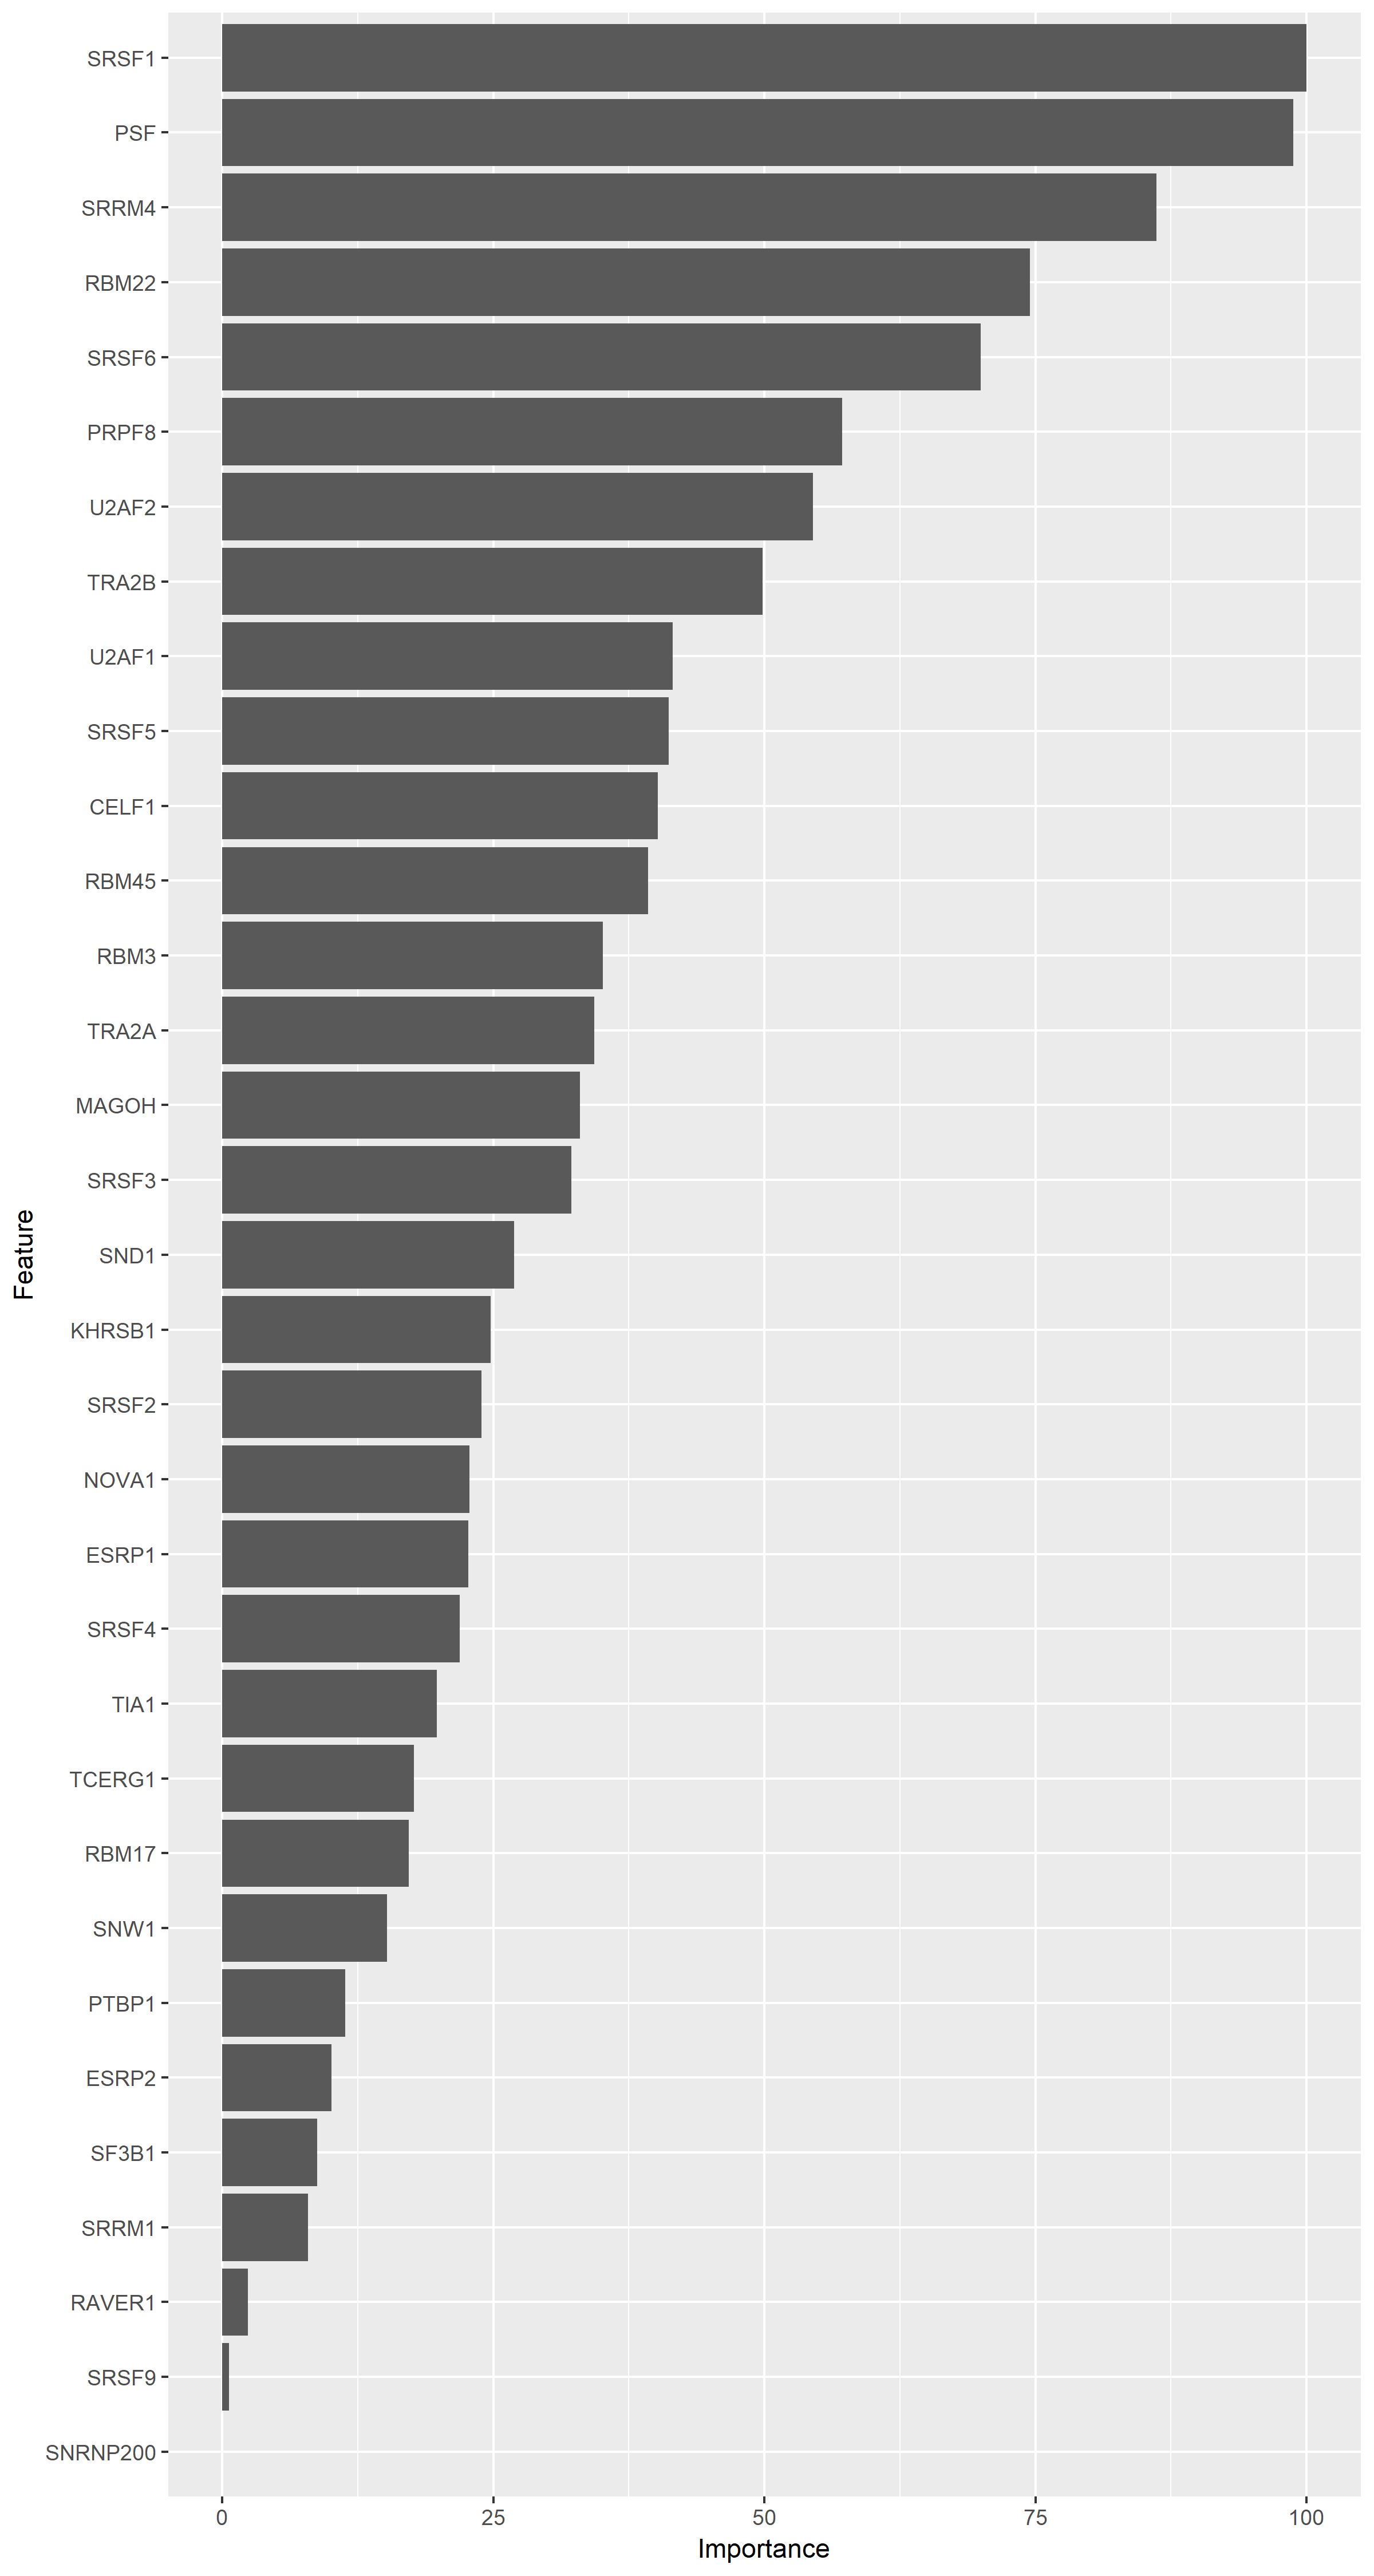 SRSF1
PSF
SRRM4
RBM22
SRSF6
PRPF8
U2AF2
TRA2B
U2AF1
SRSF5
CELF1
RBM45
RBM3
TRA2A
MAGOH
SRSF3
SND1
KHRSB1
SRSF2
NOVA1
ESRP1
SRSF4
TIA1
TCERG1
RBM17
SNW1
PTBP1
ESRP2
SF3B1
SRRM1
RAVER1
SRSF9
SNRNP200
Feature
0 25 50 75 100
Importance